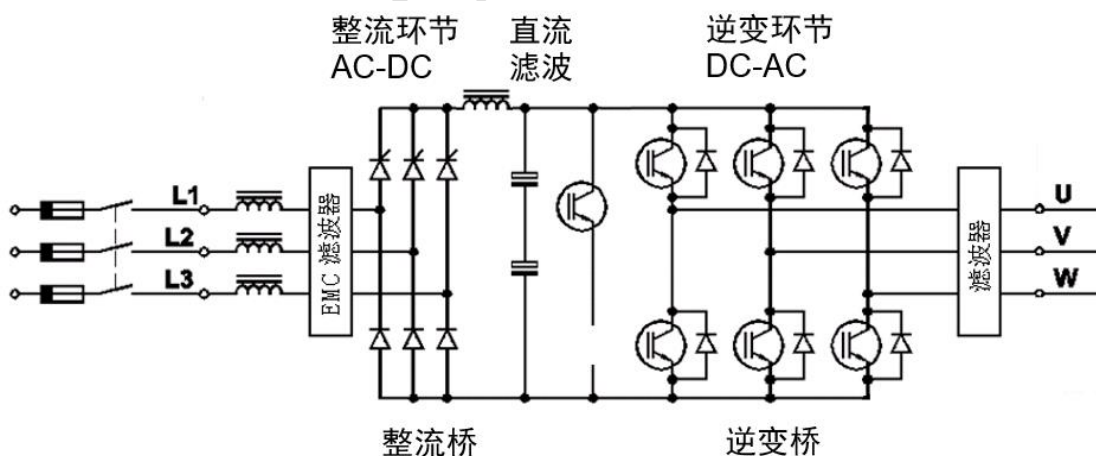 整流环节
AC-DC
直流
滤波
逆变环节
DC-AC
L1
L2
L3
EMC 滤波器
滤波器
U
V
W
整流桥
逆变桥